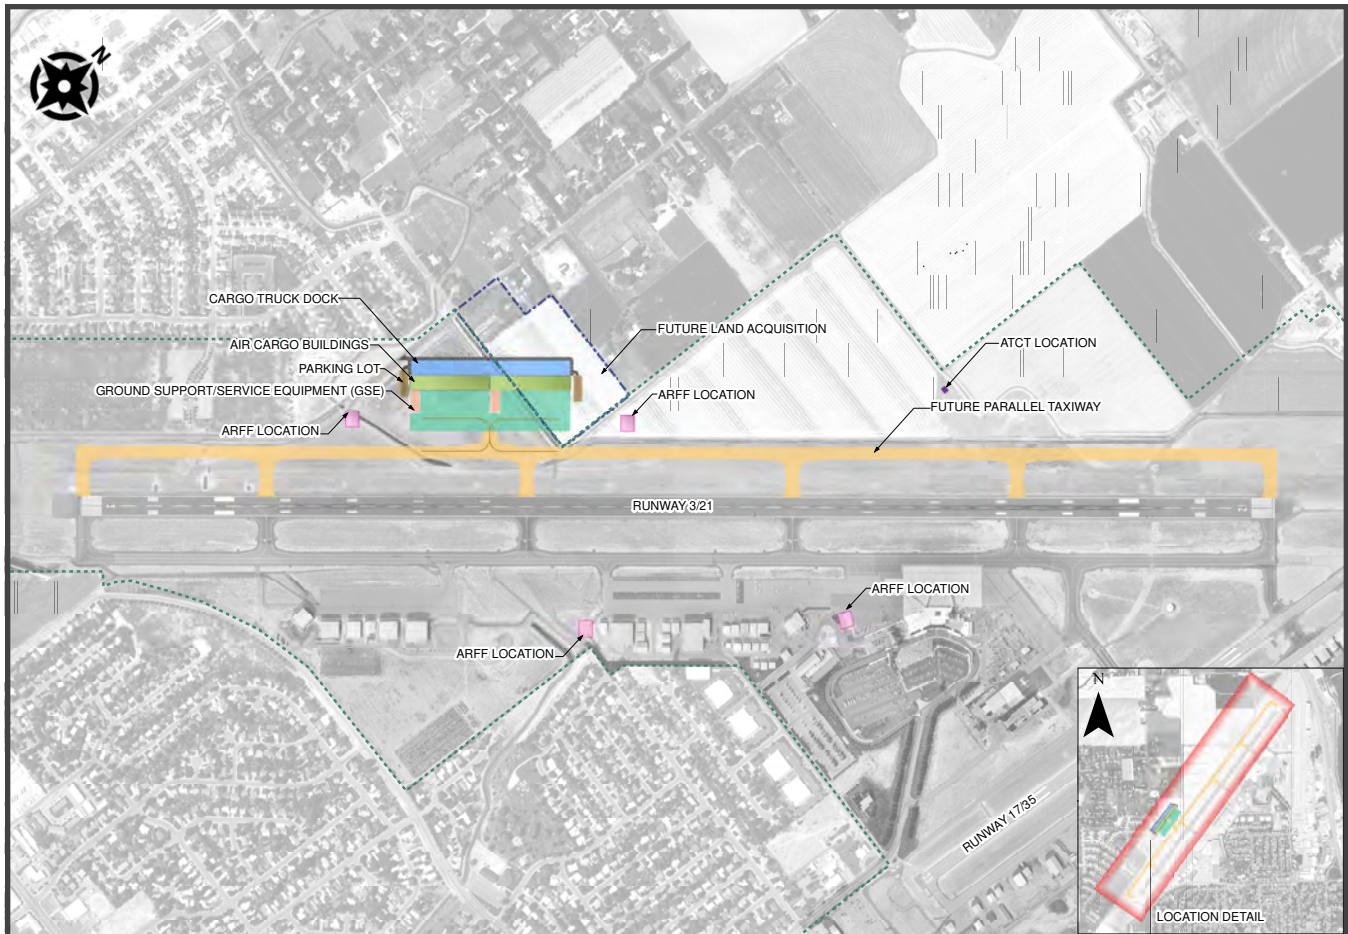 N
CARGO TRUCK DOCK
FUTURE LAND ACQUISITION
AIR CARGO BUILDINGS
ATCT LOCATION
PARKING LOT
GROUND SUPPORT/SERVICE EQUIPMENT (GSE)
ARFF LOCATION
FUTURE PARALLEL TAXIWAY
ARFF LOCATION
RUNWAY 3/21
ARFF LOCATION
ARFF LOCATION
RUNWAY 17/35
N
LOCATION DETAIL